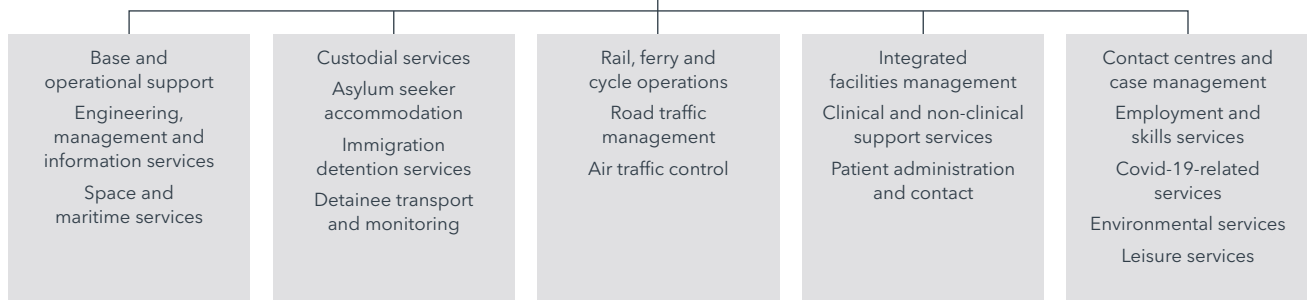 Base and
operational support
Engineering,
management and
information services
Space and
maritime services
Custodial services
Asylum seeker
accommodation
Immigration
detention services
Detainee transport
and monitoring
Rail, ferry and
cycle operations
Road traffic
management
Air traffic control
Integrated
facilities management
Clinical and non-clinical
support services
Patient administration
and contact
Contact centres and
case management
Employment and
skills services
Covid-19-related
services
Environmental services
Leisure services